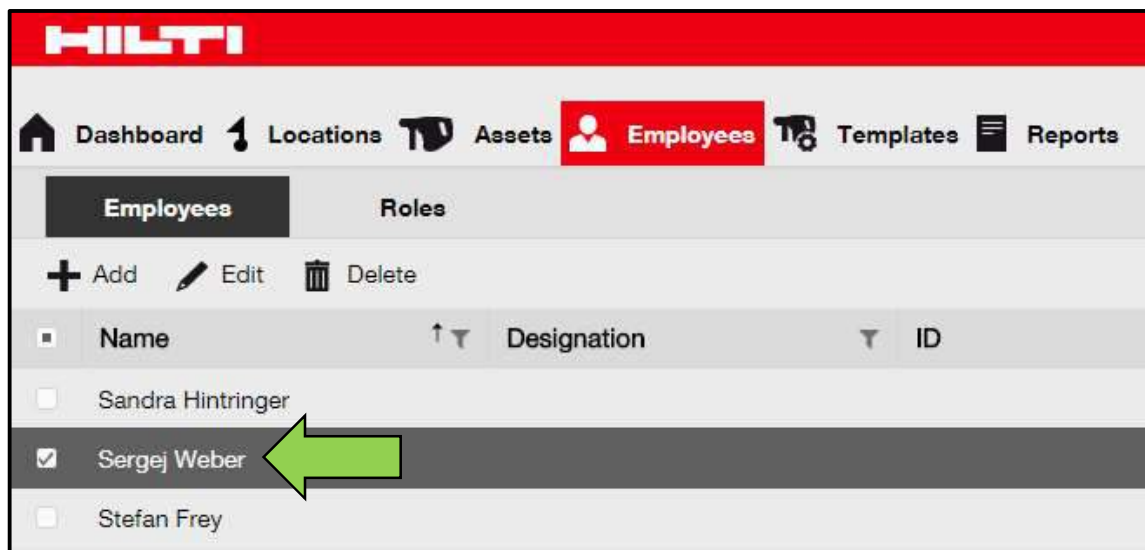 HILTI
Dashboard Locations Assets Employees Templates Reports
Employees Roles
Add Edit Delete
Name Designation ID
Sandra Hintringer
Sergej Weber
Stefan Frey